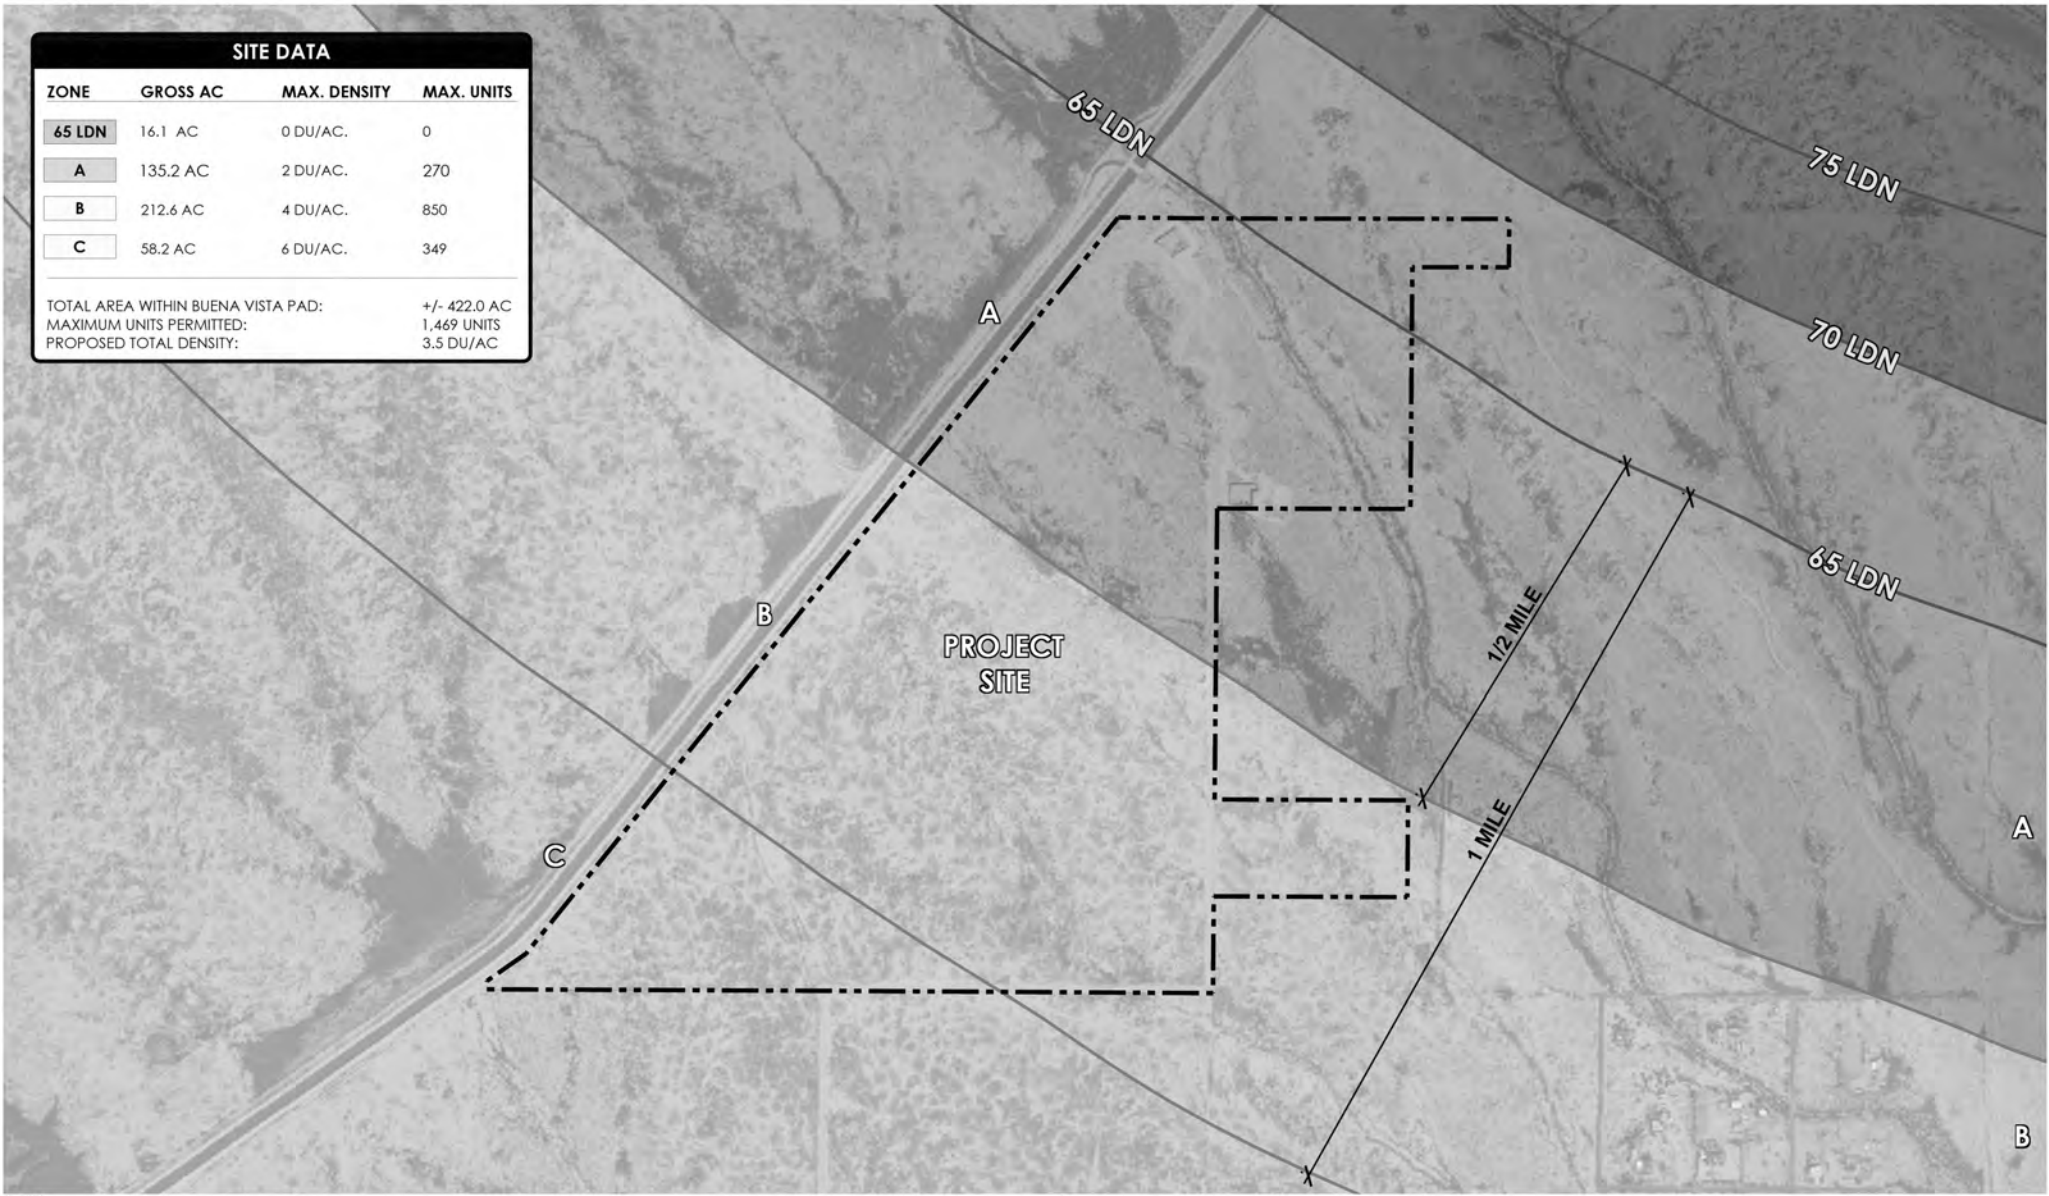 SITE DATA
ZONE GROSS AC MAX. DENSITY MAX. UNITS
65 LDN 16.1 AC 0 DU/AC. 0
A 135.2 AC 2 DU/AC. 270
B 212.6 AC 4 DU/AC. 850
C 58.2 AC 6 DU/AC. 349
TOTAL AREA WITHIN BUENA VISTA PAD: +/- 422.0 AC
MAXIMUM UNITS PERMITTED: 1,469 UNITS
PROPOSED TOTAL DENSITY: 3.5 DU/AC
65 LDN
75 LDN
70 LDN
65 LDN
A
B
C
PROJECT
SITE
1/2 MILE
1 MILE
A
B